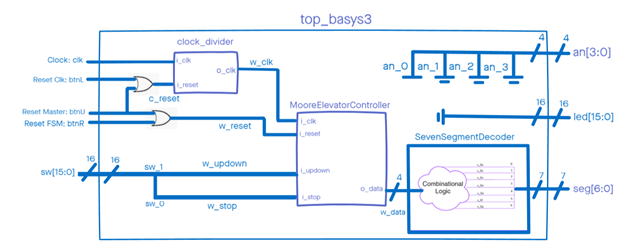 top_basys3
clock_divider
Clock: clk
i_clk
o_clk
w_clk
Reset Clk: btnL
i_reset
c_reset
Reset Master: btnU
Reset FSM: btnR
w_reset
MooreElevatorController
i_clk
i_reset
i_updown
i_stop
o_data
sw[15:0]
16
16
sw_1
w_updown
sw_0
w_stop
4
w_data
an_0
an_1
an_2
an_3
4
4
an[3:0]
16
16
led[15:0]
SevenSegmentDecoder
Combinational
Logic
7
7
seg[6:0]